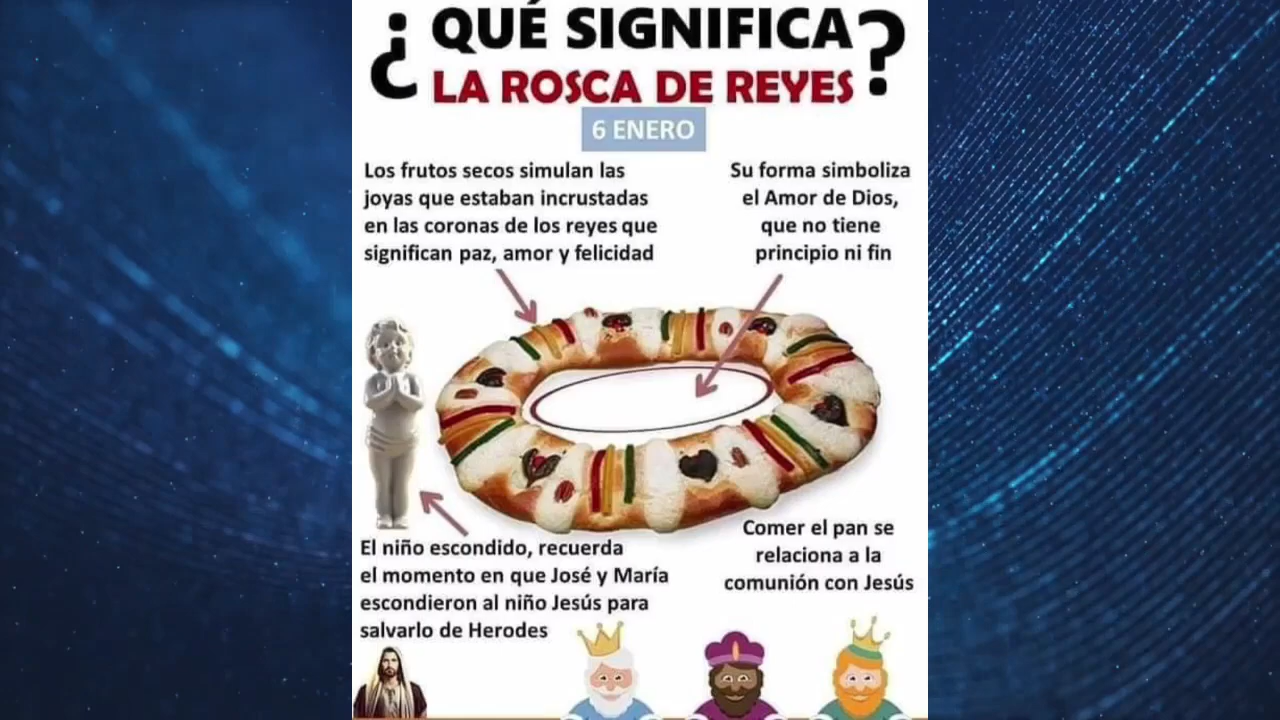 ¿QUÉ SIGNIFICA
LA ROSCA DE REYES?
6 ENERO
Los frutos secos simulan las
joyas que estaban incrustadas
en las coronas de los reyes que
significan paz, amor y felicidad
Su forma simboliza
el Amor de Dios,
que no tiene
principio ni fin
El niño escondido, recuerda
el momento en que José y María
escondieron al niño Jesús para
salvarlo de Herodes
Comer el pan se
relaciona a la
comunión con Jesús